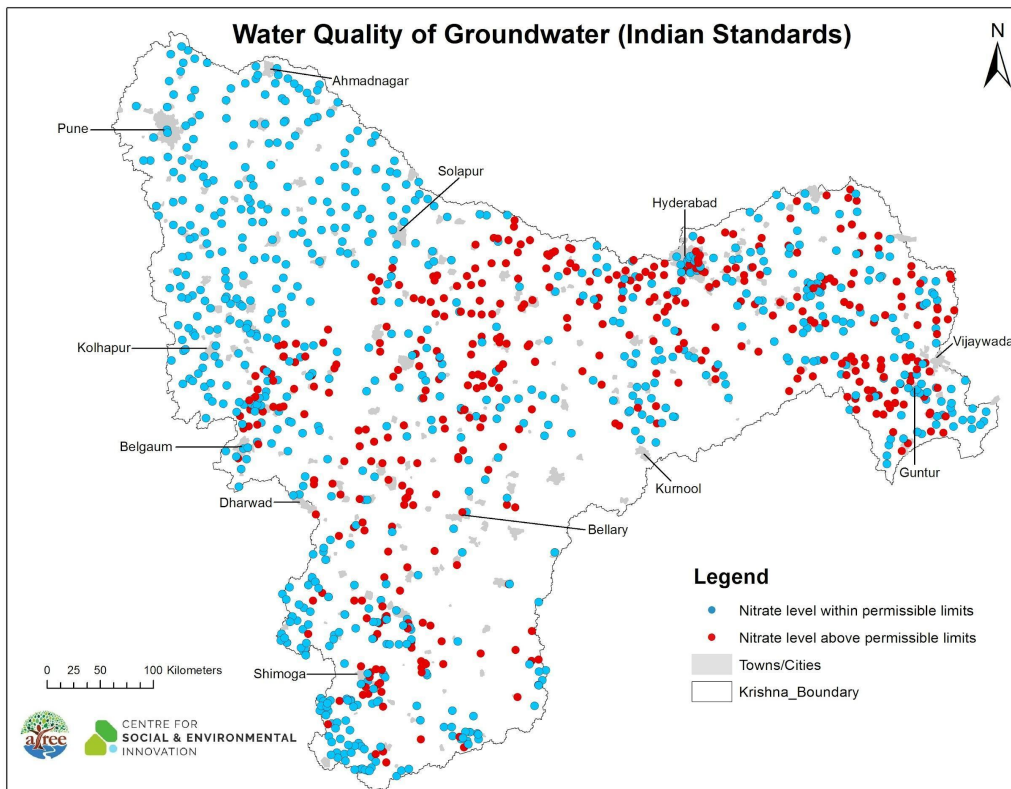 Water Quality of Groundwater (Indian Standards)
N
Ahmadnagar
Pune
Solapur
Hyderabad
Kolhapur
Vijaywada
Belgaum
Guntur
Kurnool
Dharwad
Bellary
Shimoga
Legend
Nitrate level within permissible limits
Nitrate level above permissible limits
Towns/Cities
Krishna_Boundary
0 25 50 100 Kilometers
atree
CENTRE FOR
SOCIAL & ENVIRONMENTAL
INNOVATION